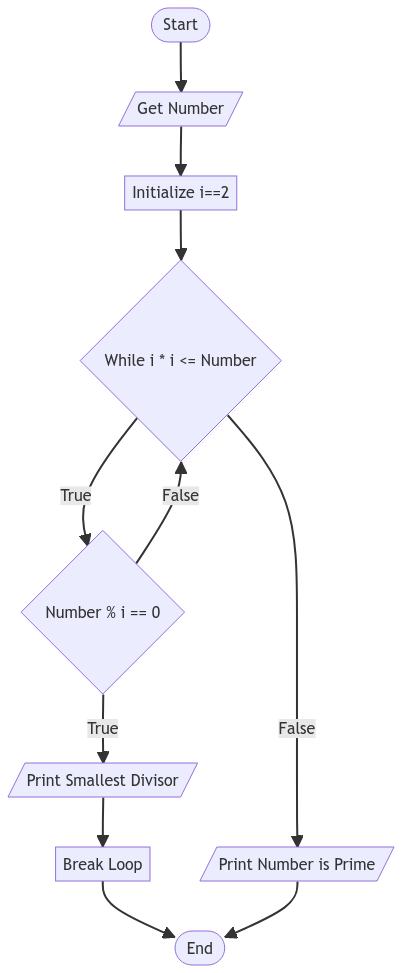 Start
Get Number
Initialize i==2
While i * i <= Number
True
False
Number % i == 0
True
False
Print Smallest Divisor
Break Loop
Print Number is Prime
End